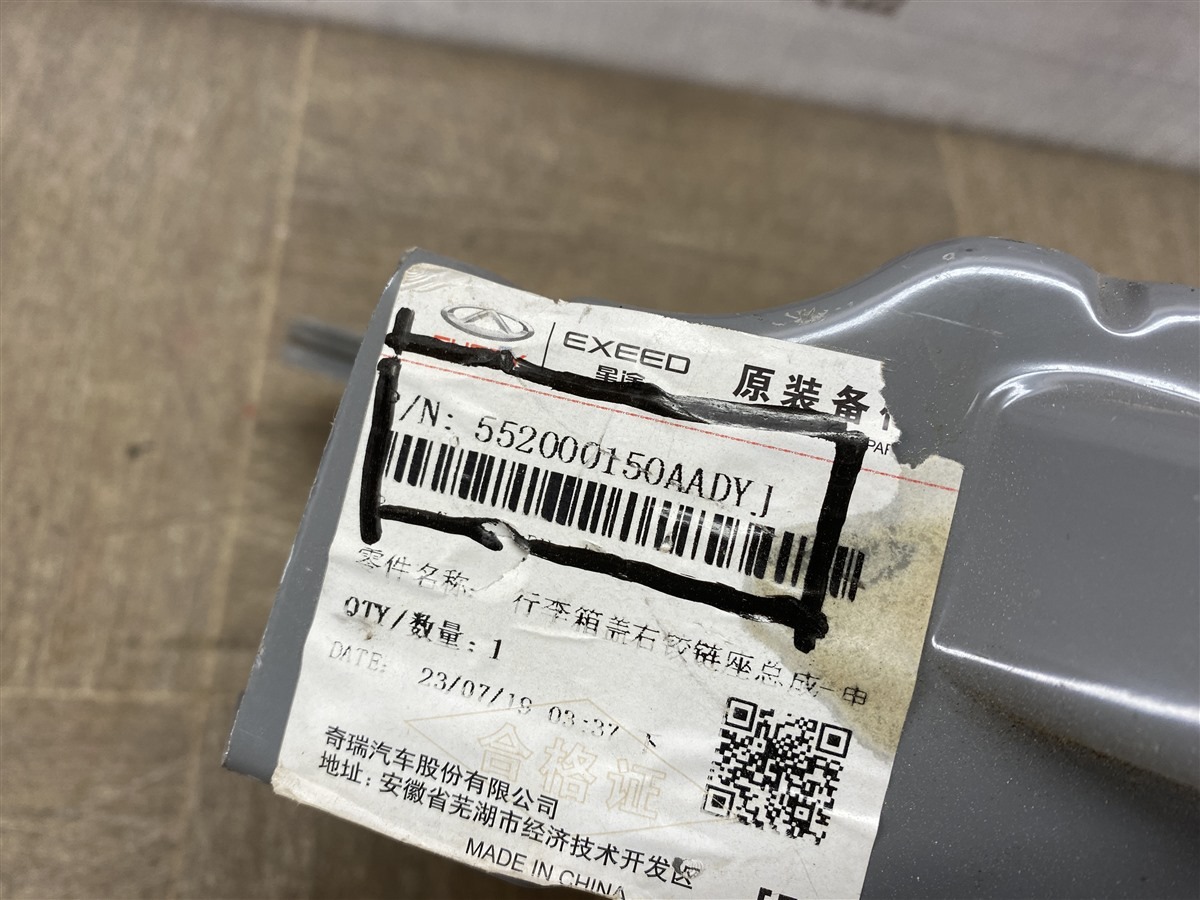 EXEED
星途
原装备
PAR
P/N: 552000150AADYJ
零件名称: 行李箱盖右铰链座总成-电
QTY/数量: 1
DATE: 23/07/19 03:37
合格证
奇瑞汽车股份有限公司
地址: 安徽省芜湖市经济技术开发区
MADE IN CHINA